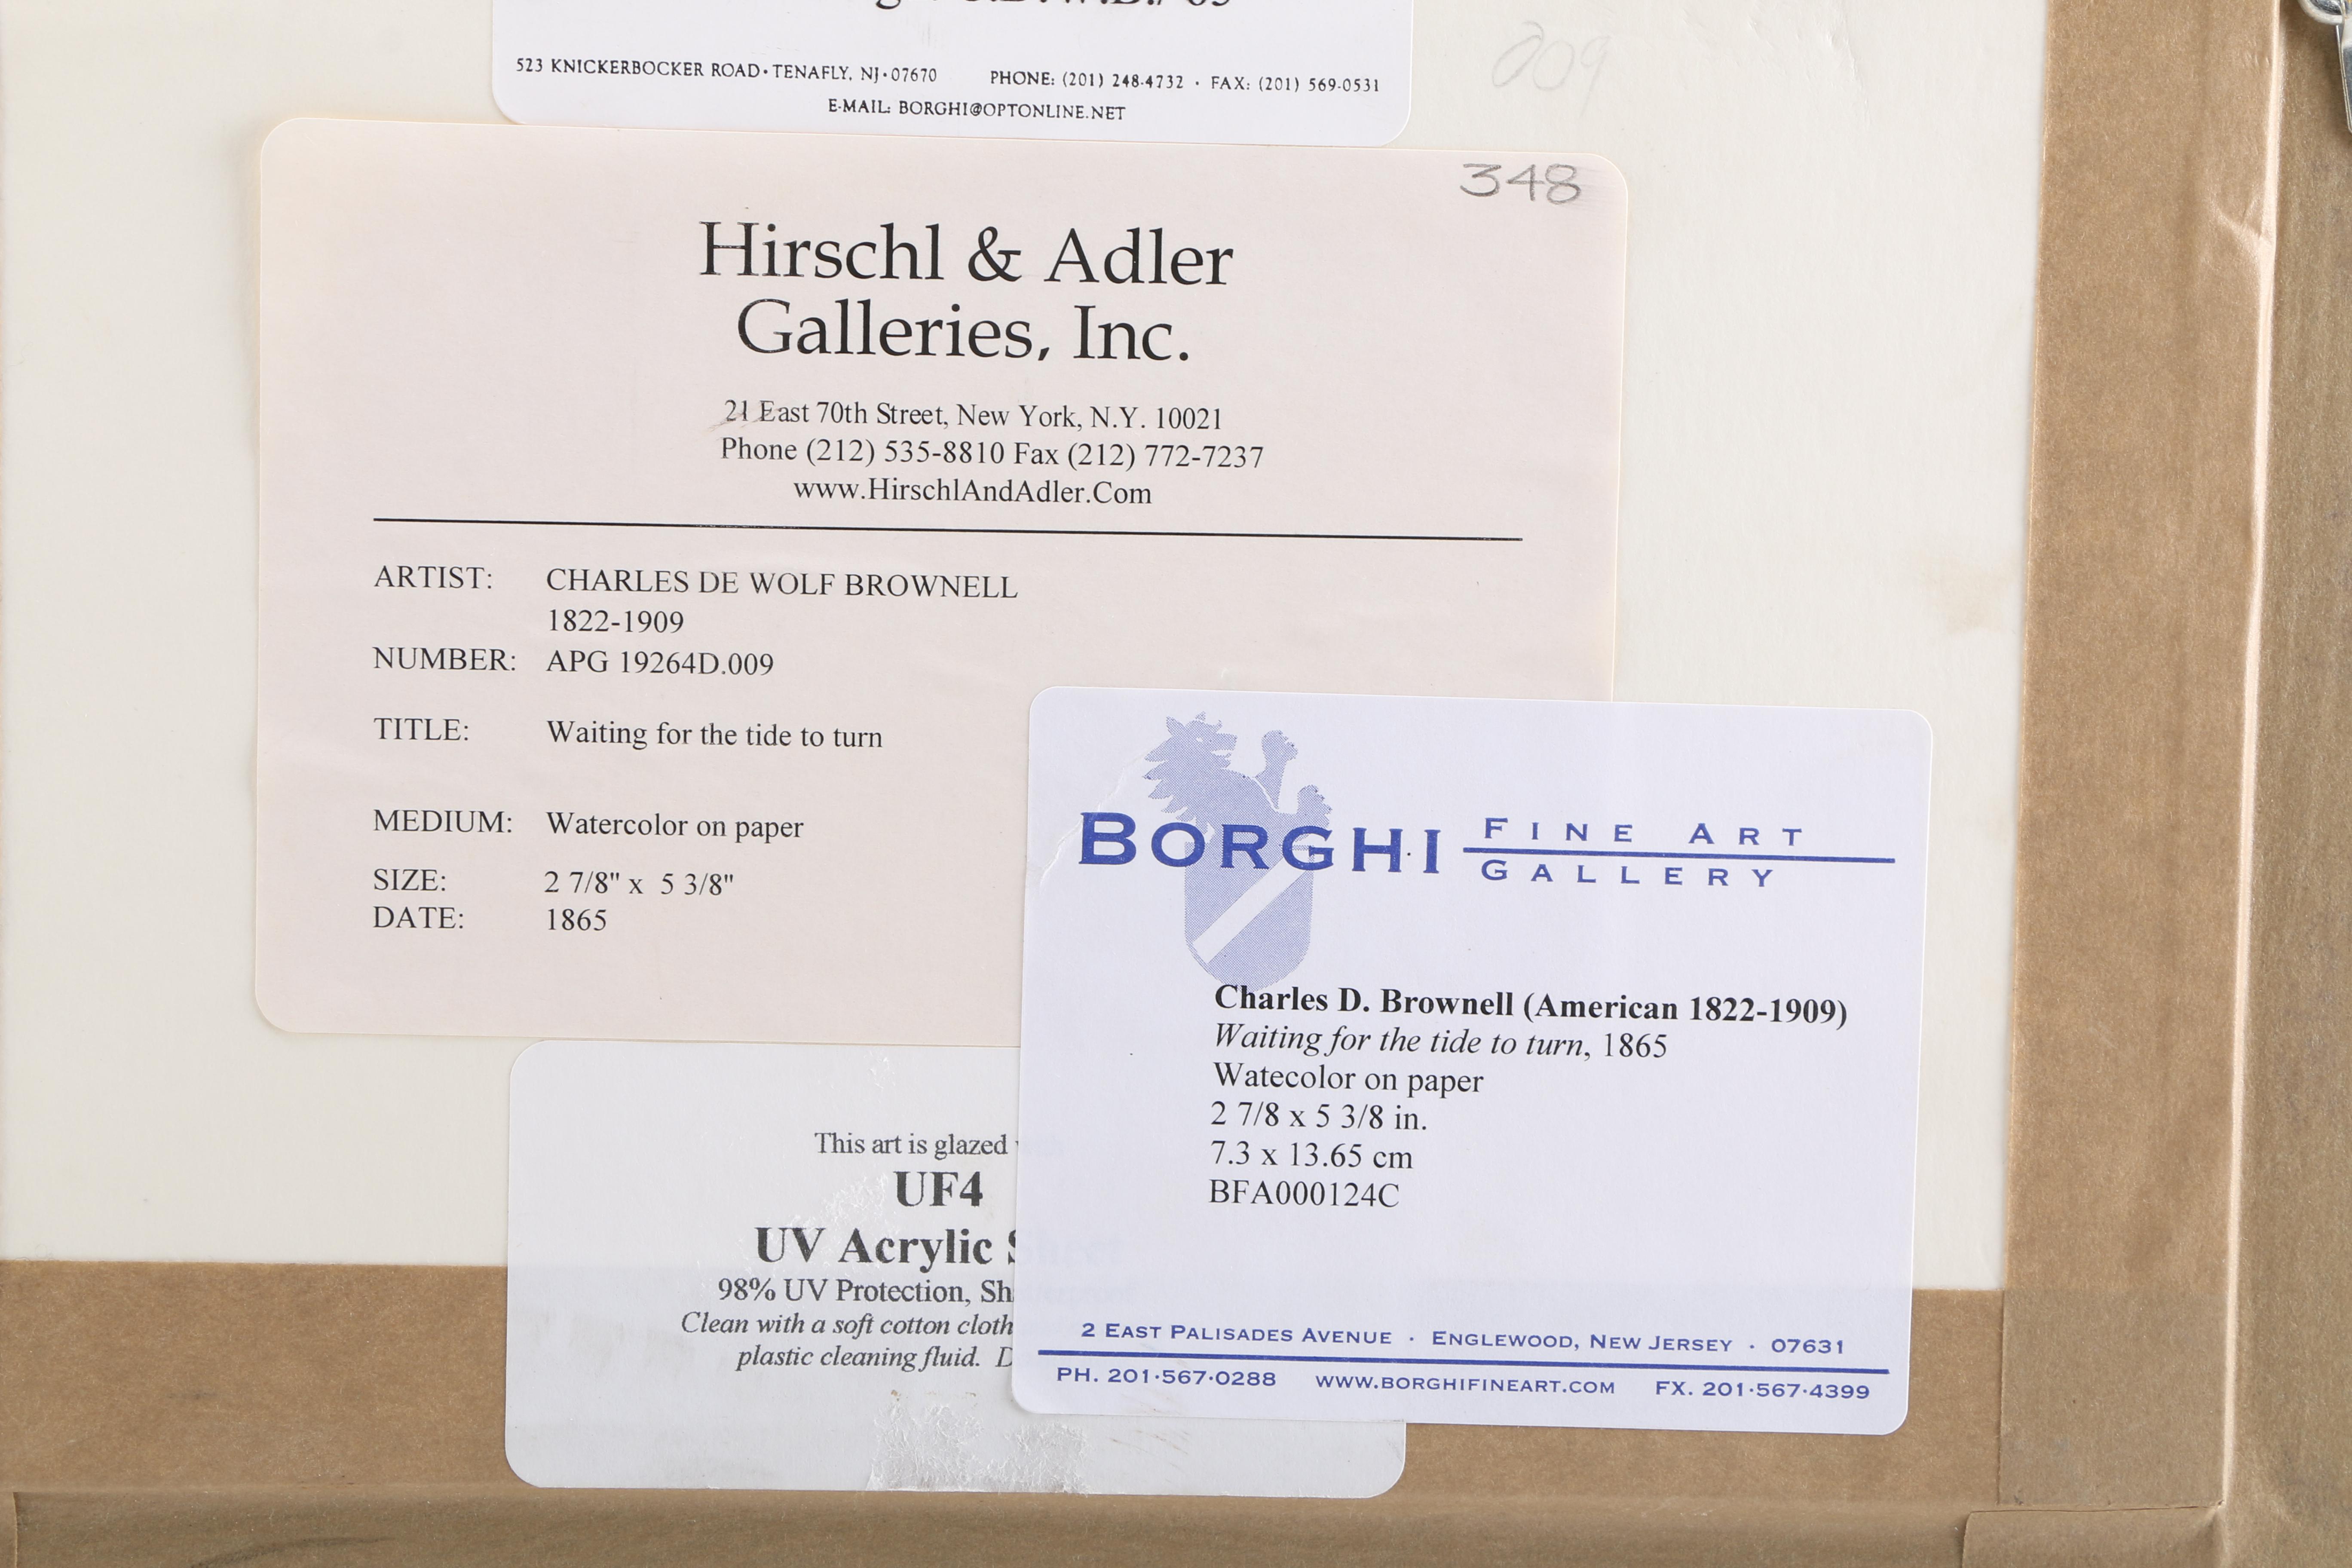 523 KNICKERBOCKER ROAD • TENAFLY, NJ • 07670 PHONE: (201) 248-4732 • FAX: (201) 569-0531
E-MAIL: BORGHI@OPTONLINE.NET
009
348
Hirschl & Adler
Galleries, Inc.
21 East 70th Street, New York, N.Y. 10021
Phone (212) 535-8810 Fax (212) 772-7237
www.HirschlAndAdler.Com
ARTIST: CHARLES DE WOLF BROWNELL
1822-1909
NUMBER: APG 19264D.009
TITLE: Waiting for the tide to turn
MEDIUM: Watercolor on paper
SIZE: 2 7/8" x 5 3/8"
DATE: 1865
BORGHI FINE ART
GALLERY
Charles D. Brownell (American 1822-1909)
Waiting for the tide to turn, 1865
Watecolor on paper
2 7/8 x 5 3/8 in.
7.3 x 13.65 cm
BFA000124C
2 EAST PALISADES AVENUE · ENGLEWOOD, NEW JERSEY · 07631
PH. 201·567·0288 WWW.BORGHIFINEART.COM FX. 201·567·4399
This art is glazed
UF4
UV Acrylic Sheet
98% UV Protection,
Clean with a soft cotton cloth
plastic cleaning fluid.